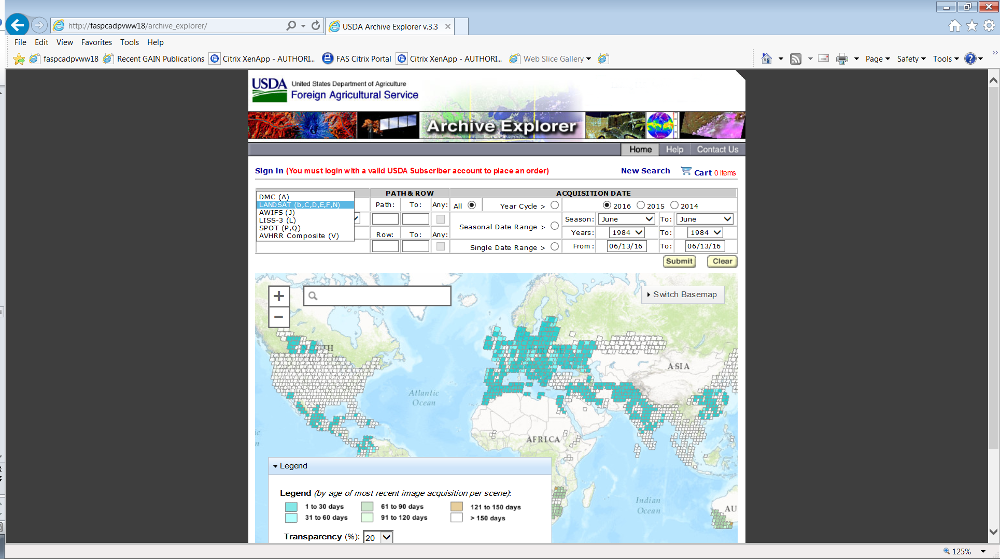 http://faspcadpvww18/archive_explorer/
USDA Archive Explorer v.3.3
File Edit View Favorites Tools Help
faspcadpvww18 Recent GAIN Publications Citrix XenApp - AUTHORI... FAS Citrix Portal Citrix XenApp - AUTHORI... Web Slice Gallery
Page Safety Tools
USDA United States Department of Agriculture
Foreign Agricultural Service
Archive Explorer
Home Help Contact Us
Sign in (You must login with a valid USDA Subscriber account to place an order) New Search Cart 0 items
PATH & ROW ACQUISITION DATE
DMC (A)
LANDSAT (b,C,D,E,F,N)
AWIFS (J)
LISS-3 (L)
SPOT (P,Q)
AVHRR Composite (V)
Path: To: Any: All Year Cycle > 2016 2015 2014
Seasonal Date Range > Season: June To: June
Row: To: Any: Years: 1984 To: 1984
Single Date Range > From : 06/13/16 To: 06/13/16
Submit Clear
+
−
Switch Basemap
ASIA
Atlantic
Ocean
AFRICA
Indian
Ocean
AU
Legend
Legend (by age of most recent image acquisition per scene):
1 to 30 days 61 to 90 days 121 to 150 days
31 to 60 days 91 to 120 days > 150 days
Transparency (%): 20
125%